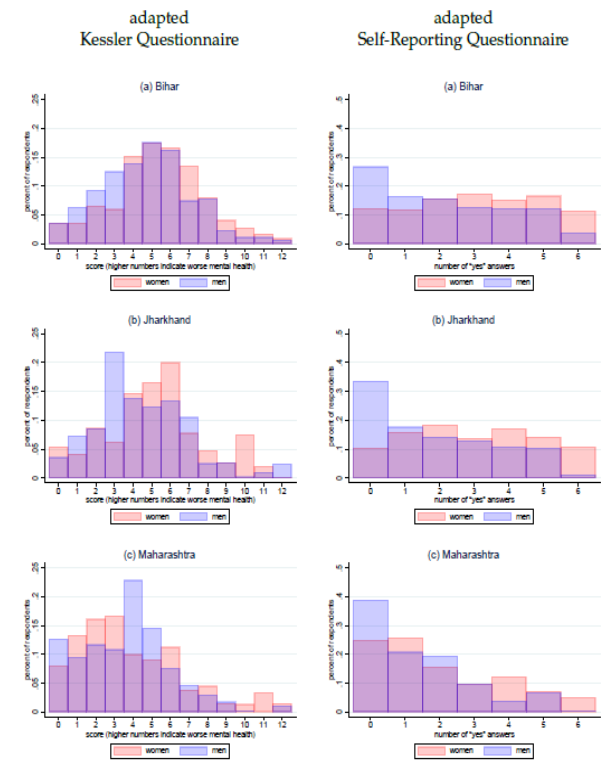 adapted
Kessler Questionnaire
adapted
Self-Reporting Questionnaire
(a) Bihar
percent of respondents
0 .05 .1 .15 .2 .25
0 1 2 3 4 5 6 7 8 9 10 11 12
score (higher numbers indicate worse mental health)
women men
(a) Bihar
percent of respondents
0 .1 .2 .3 .4 .5
0 1 2 3 4 5 6
number of "yes" answers
women men
(b) Jharkhand
percent of respondents
0 .05 .1 .15 .2 .25
0 1 2 3 4 5 6 7 8 9 10 11 12
score (higher numbers indicate worse mental health)
women men
(b) Jharkhand
percent of respondents
0 .1 .2 .3 .4 .5
0 1 2 3 4 5 6
number of "yes" answers
women men
(c) Maharashtra
percent of respondents
0 .05 .1 .15 .2 .25
0 1 2 3 4 5 6 7 8 9 10 11 12
score (higher numbers indicate worse mental health)
women men
(c) Maharashtra
percent of respondents
0 .1 .2 .3 .4 .5
0 1 2 3 4 5 6
number of "yes" answers
women men